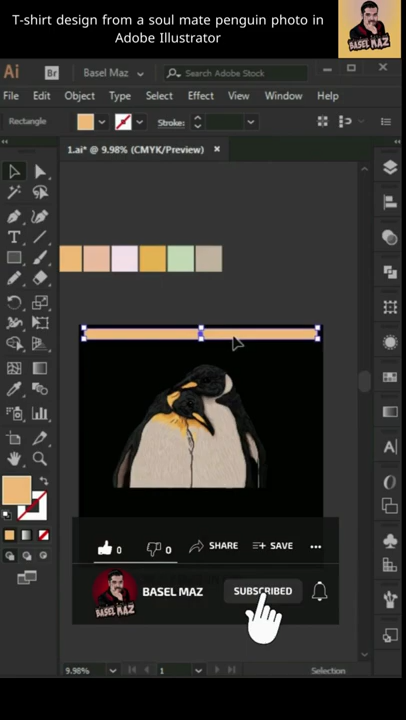 T-shirt design from a soul mate penguin photo in
Adobe Illustrator
BASEL MAZ
Ai
Br
Basel Maz
Search Adobe Stock
File Edit Object Type Select Effect View Window Help
Rectangle
Stroke:
1.ai* @ 9.98% (CMYK/Preview)
0
0
SHARE
SAVE
BASEL MAZ
BASEL MAZ
SUBSCRIBED
9.98%
1
Selection